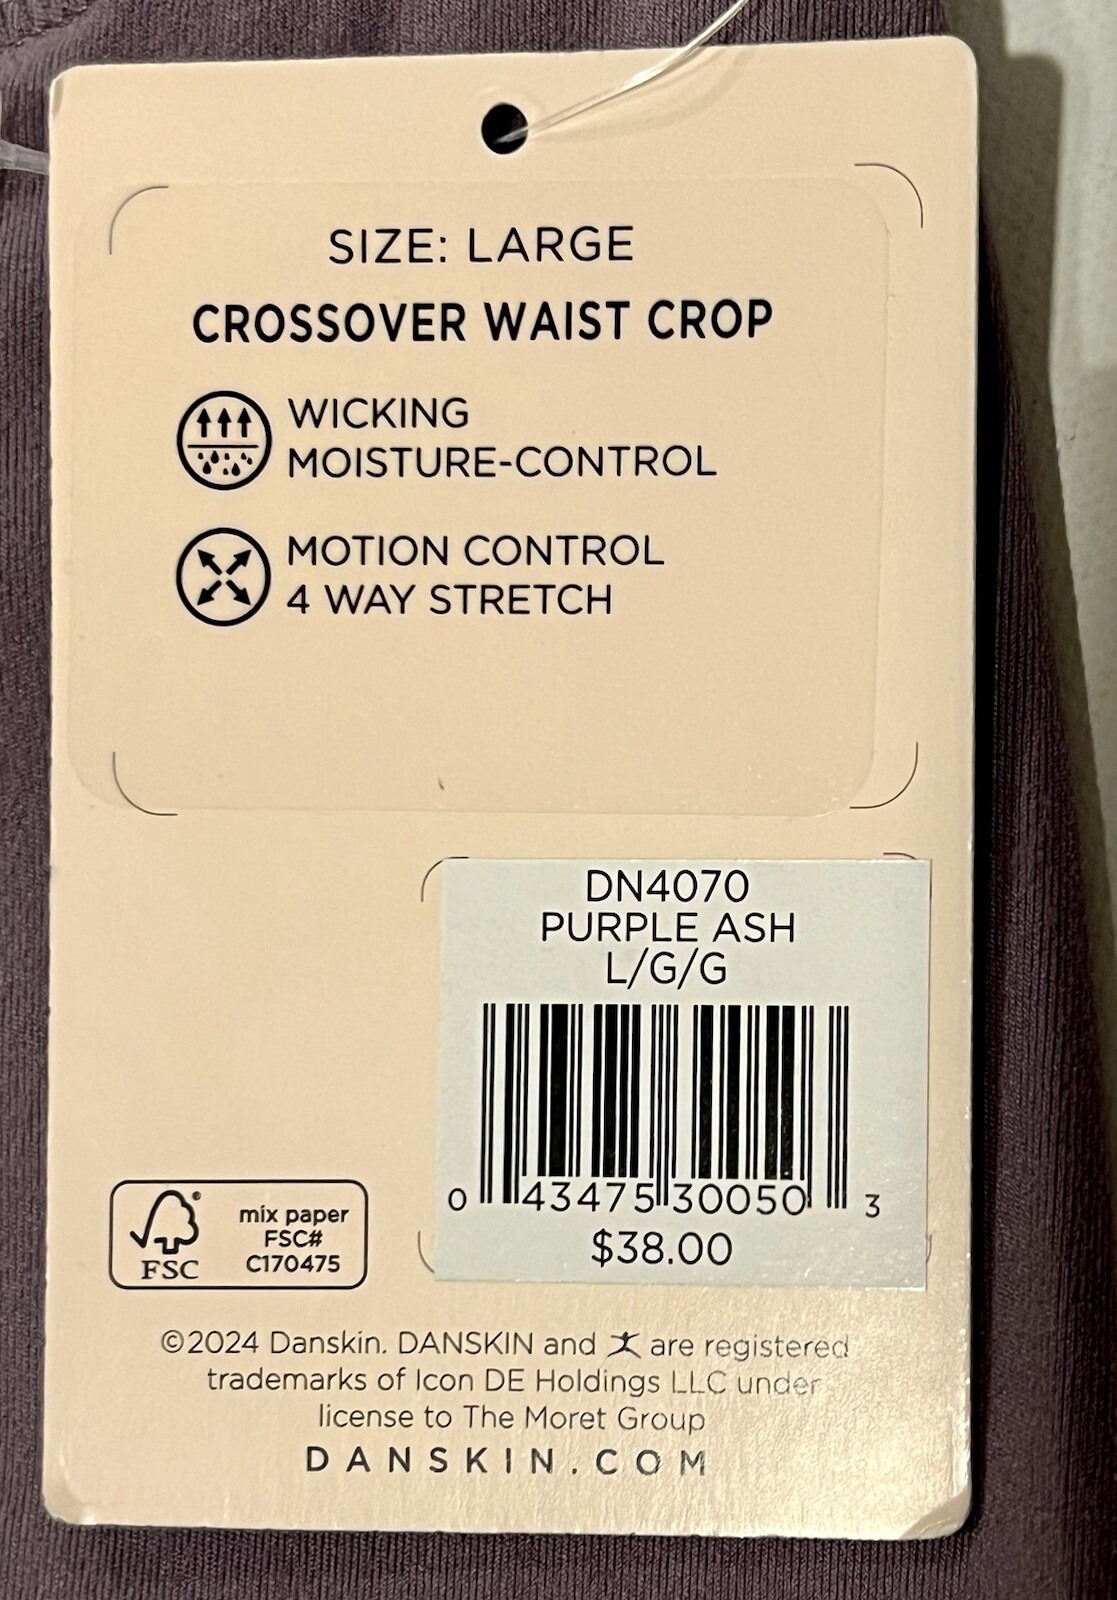 SIZE: LARGE
CROSSOVER WAIST CROP
WICKING
MOISTURE-CONTROL
MOTION CONTROL
4 WAY STRETCH
DN4070
PURPLE ASH
L/G/G
0 43475 30050 3
$38.00
FSC®
mix paper
FSC#
C170475
©2024 Danskin. DANSKIN and are registered
trademarks of Icon DE Holdings LLC under
license to The Moret Group
DANSKIN.COM